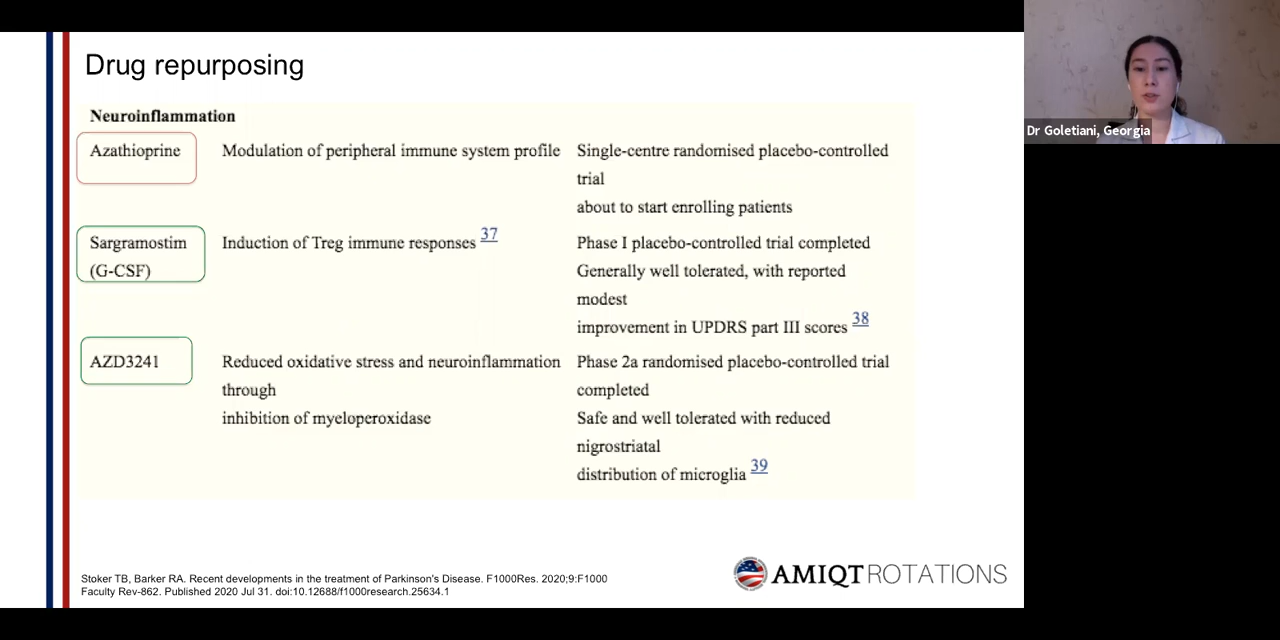 Drug repurposing
Neuroinflammation
Azathioprine
Modulation of peripheral immune system profile
Single-centre randomised placebo-controlled
trial
about to start enrolling patients
Sargramostim
(G-CSF)
Induction of Treg immune responses 37
Phase I placebo-controlled trial completed
Generally well tolerated, with reported
modest
improvement in UPDRS part III scores 38
AZD3241
Reduced oxidative stress and neuroinflammation
through
inhibition of myeloperoxidase
Phase 2a randomised placebo-controlled trial
completed
Safe and well tolerated with reduced
nigrostriatal
distribution of microglia 39
Stoker TB, Barker RA. Recent developments in the treatment of Parkinson's Disease. F1000Res. 2020;9:F1000
Faculty Rev-862. Published 2020 Jul 31. doi:10.12688/f1000research.25634.1
AMIQT ROTATIONS
Dr Goletiani, Georgia